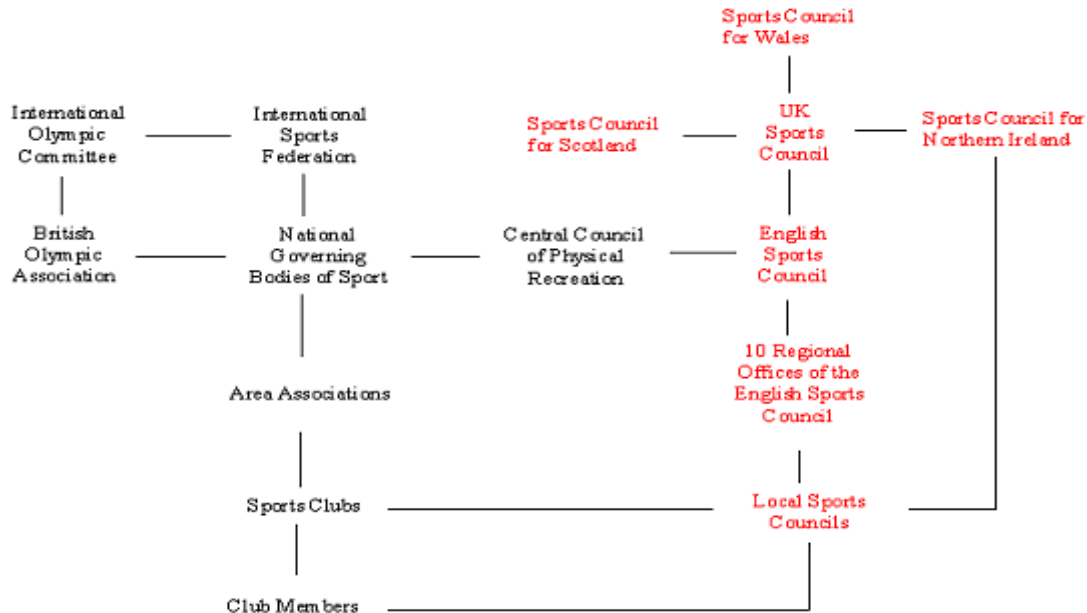 Sports Council
for Wales
International
Olympic
Committee
International
Sports
Federation
Sports Council
for Scotland
UK
Sports
Council
Sports Council for
Northern Ireland
British
Olympic
Association
National
Governing
Bodies of Sport
Central Council
of Physical
Recreation
English
Sports
Council
10 Regional
Offices of the
English Sports
Council
Area Associations
Sports Clubs
Local Sports
Councils
Club Members